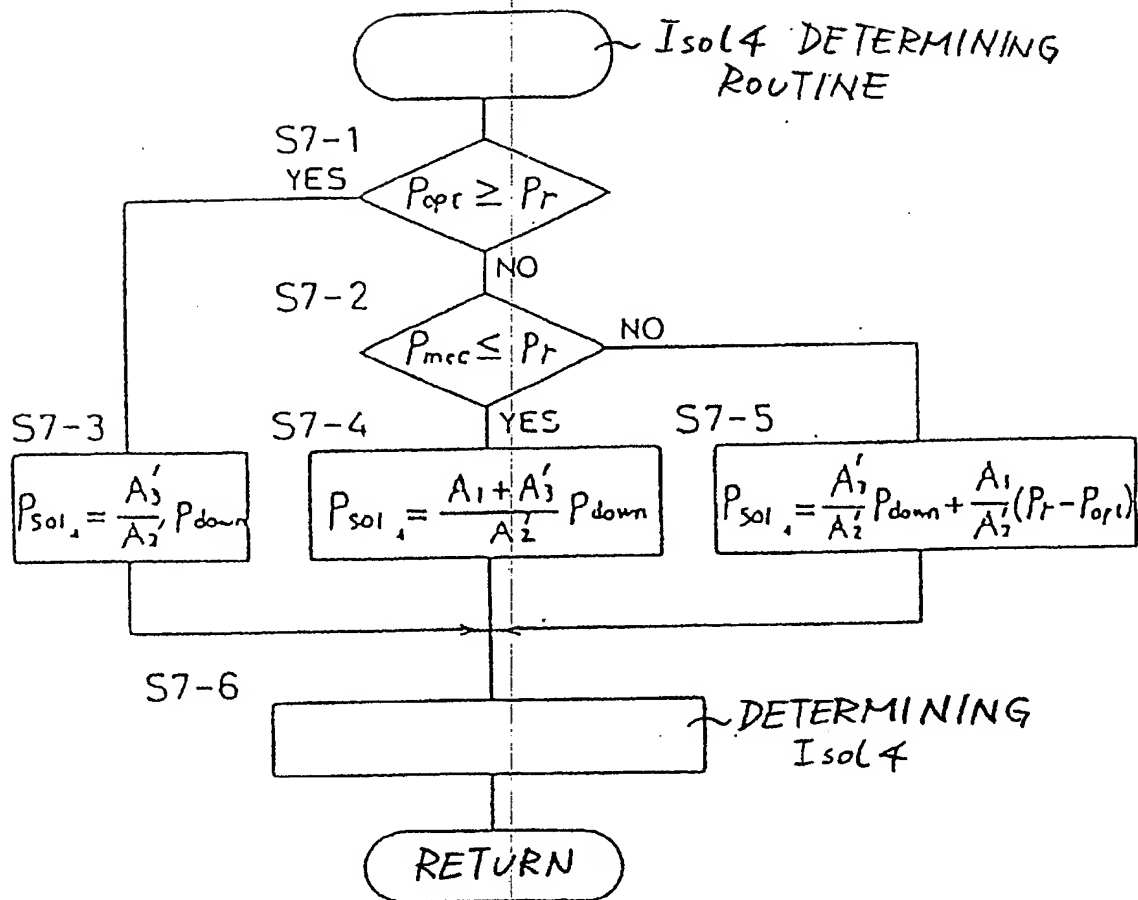 Isol4 DETERMINING
ROUTINE
S7-1
YES
Popt ≥ Pr
NO
S7-2
Pmec ≤ Pr
NO
S7-3
S7-4
YES
S7-5
Psol4 = A3'/A2' Pdown
Psol4 = (A1 + A3')/A2' Pdown
Psol4 = A3'/A2' Pdown + A1/A2' (Pr - Popt)
S7-6
DETERMINING
Isol4
RETURN